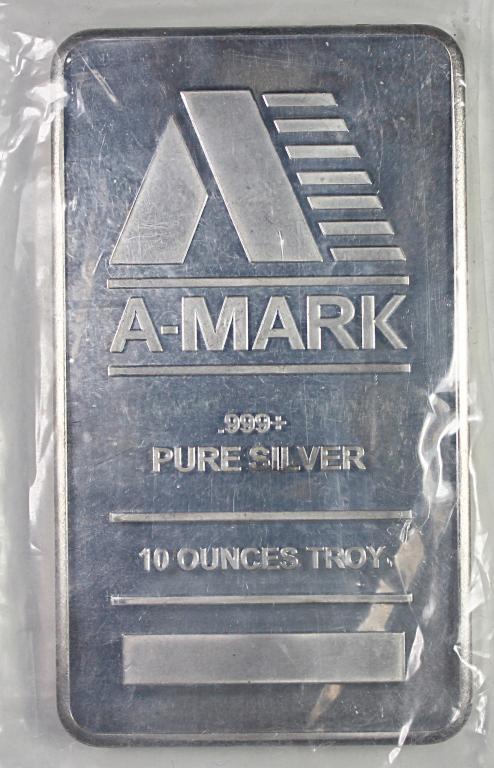 A-MARK
.999+
PURE SILVER
10 OUNCES TROY